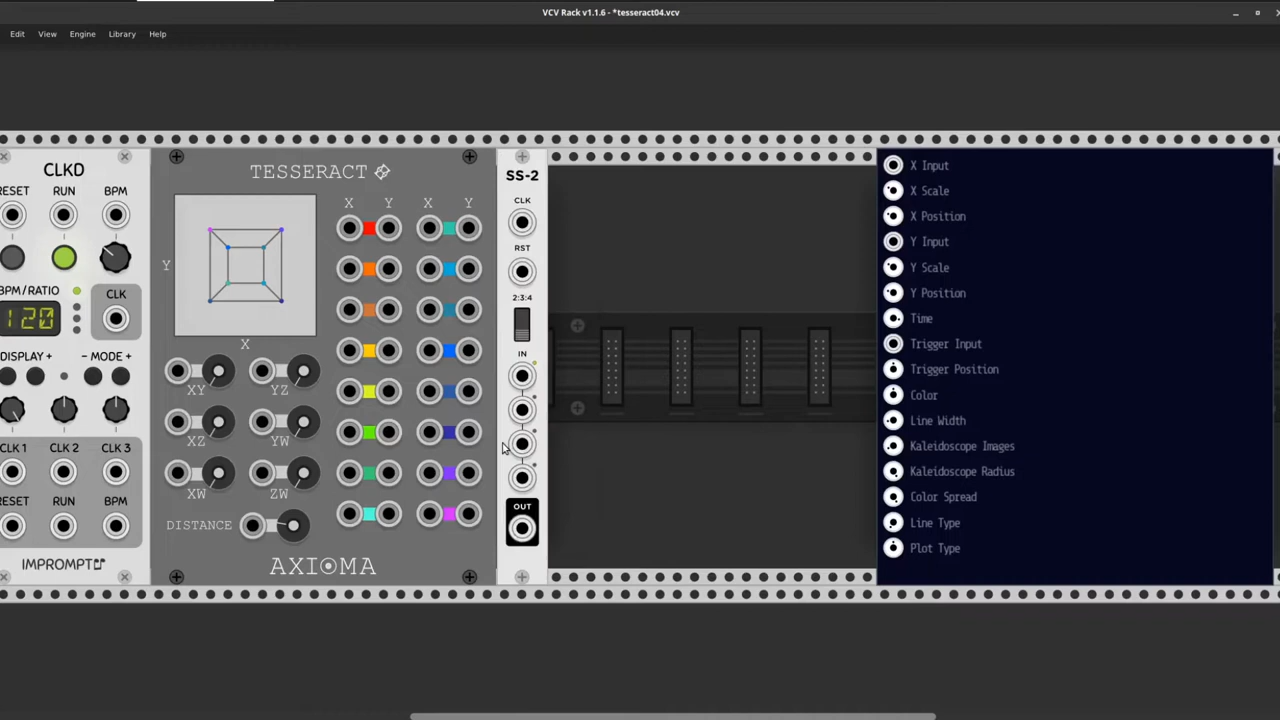 VCV Rack v1.1.6 - *tesseract04.vcv
Edit View Engine Library Help
CLKD
RESET RUN BPM
BPM/RATIO
120
CLK
DISPLAY + - MODE +
CLK 1 CLK 2 CLK 3
RESET RUN BPM
IMPROMPT
TESSERACT
X Y X Y
Y
X
XY YZ
XZ YW
XW ZW
DISTANCE
AXIOMA
SS-2
CLK
RST
2:3:4
IN
OUT
X Input
X Scale
X Position
Y Input
Y Scale
Y Position
Time
Trigger Input
Trigger Position
Color
Line Width
Kaleidoscope Images
Kaleidoscope Radius
Color Spread
Line Type
Plot Type